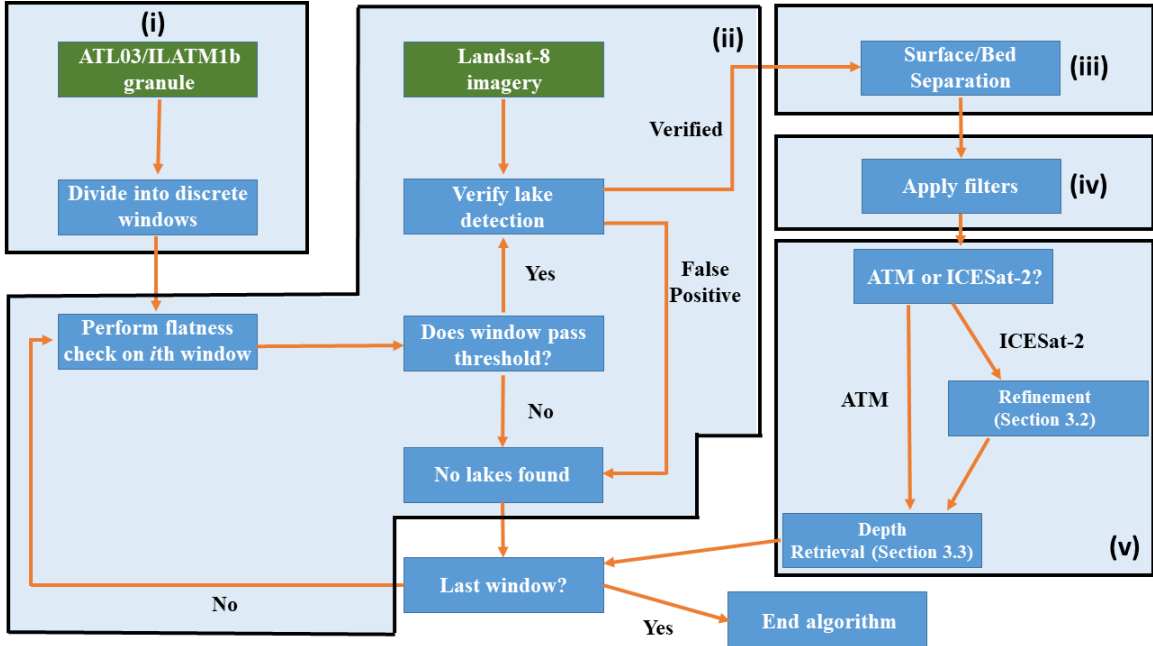 (i)
ATL03/ILATM1b
granule
Divide into discrete
windows
(ii)
Landsat-8
imagery
Verified
Verify lake
detection
Yes
False
Positive
Perform flatness
check on ith window
Does window pass
threshold?
No
No lakes found
Last window?
No
Yes
End algorithm
Surface/Bed
Separation
(iii)
Apply filters
(iv)
ATM or ICESat-2?
ICESat-2
ATM
Refinement
(Section 3.2)
Depth
Retrieval (Section 3.3)
(v)